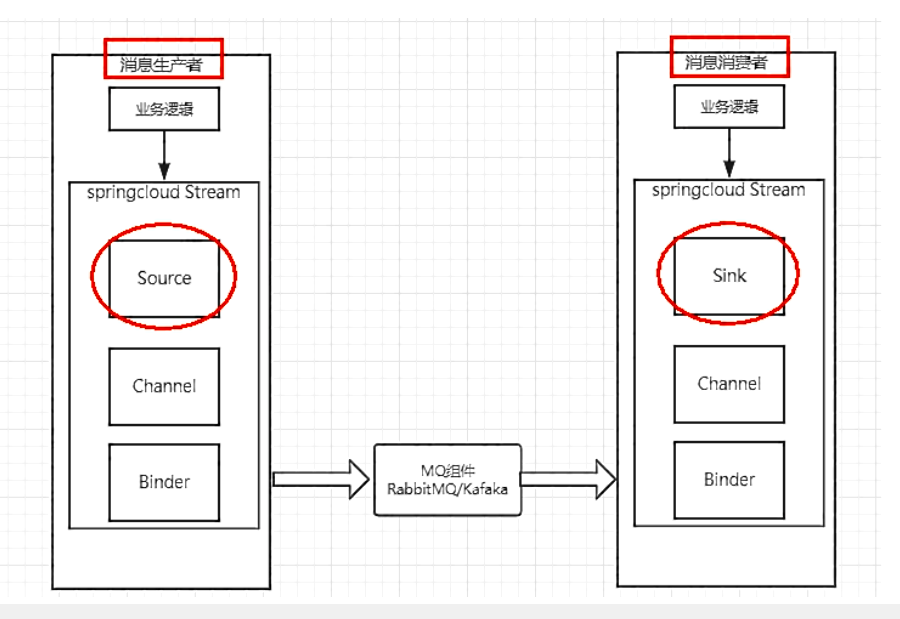 消息生产者
业务逻辑
springcloud Stream
Source
Channel
Binder
MQ组件
RabbitMQ/Kafaka
消息消费者
业务逻辑
springcloud Stream
Sink
Channel
Binder